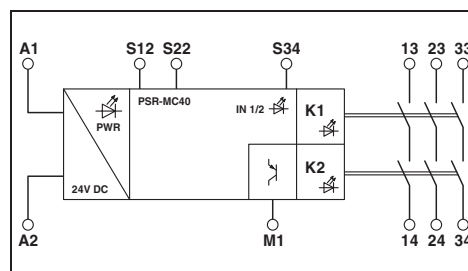 A1 S12 S22 S34 13 23 33
PSR-MC40
IN 1/2
K1
PWR
K2
24V DC
A2 M1 14 24 34